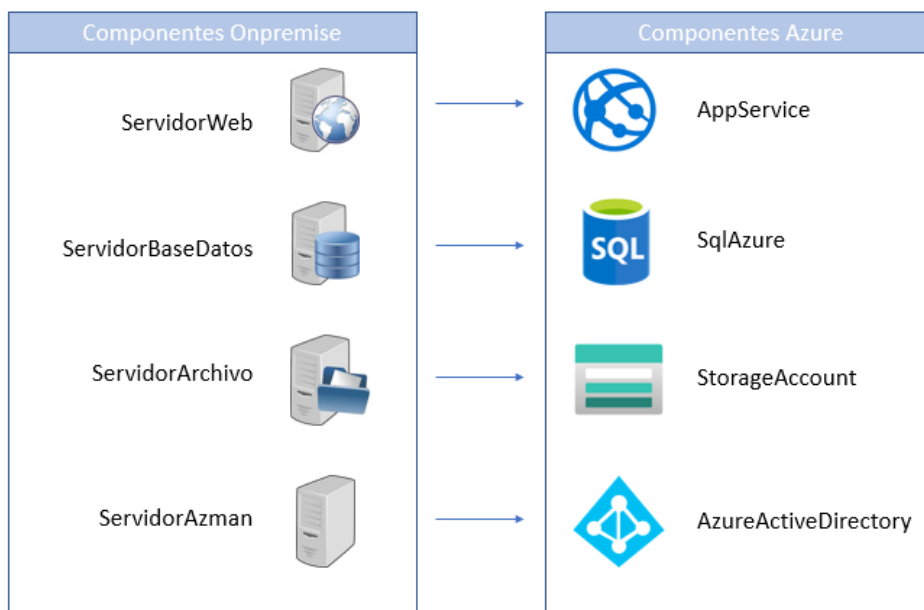 Componentes Onpremise
Componentes Azure
ServidorWeb
AppService
ServidorBaseDatos
SQL
SqlAzure
ServidorArchivo
StorageAccount
ServidorAzman
AzureActiveDirectory